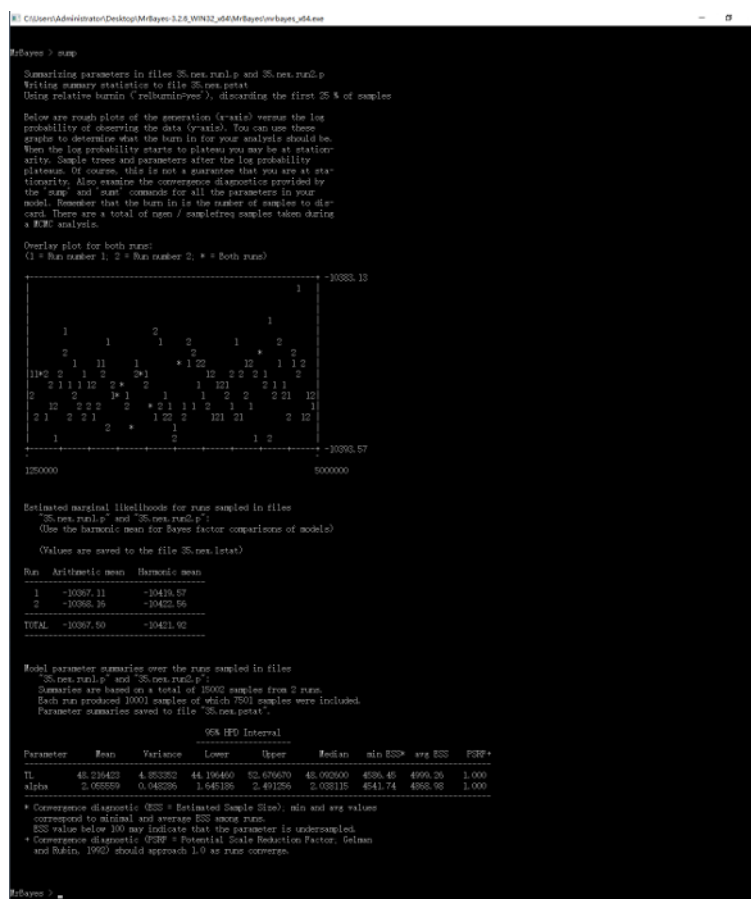 C:\Users\Administrator\Desktop\MrBayes-3.2.6_WIN32_x64\MrBayes\mrbayes_x64.exe
MrBayes > sump
Summarizing parameters in files 35.nex.run1.p and 35.nex.run2.p
Writing summary statistics to file 35.nex.pstat
Using relative burnin ('relburnin=yes'), discarding the first 25 % of samples
Below are rough plots of the generation (x-axis) versus the log
probability of observing the data (y-axis). You can use these
graphs to determine what the burn in for your analysis should be.
When the log probability starts to plateau you may be at station-
arity. Sample trees and parameters after the log probability
plateaus. Of course, this is not a guarantee that you are at sta-
tionarity. Also examine the convergence diagnostics provided by
the 'sump' and 'sumt' commands for all the parameters in your
model. Remember that the burn in is the number of samples to dis-
card. There are a total of ngen / samplefreq samples taken during
a MCMC analysis.
Overlay plot for both runs:
(1 = Run number 1; 2 = Run number 2; * = Both runs)
-10383.13
-10393.57
1250000 5000000
Estimated marginal likelihoods for runs sampled in files
"35.nex.run1.p" and "35.nex.run2.p":
(Use the harmonic mean for Bayes factor comparisons of models)
(Values are saved to the file 35.nex.lstat)
Run Arithmetic mean Harmonic mean
1 -10367.11 -10419.57
2 -10368.16 -10422.56
TOTAL -10367.50 -10421.92
Model parameter summaries over the runs sampled in files
"35.nex.run1.p" and "35.nex.run2.p":
Summaries are based on a total of 15002 samples from 2 runs.
Each run produced 10001 samples of which 7501 samples were included.
Parameter summaries saved to file "35.nex.pstat".
95% HPD Interval
Parameter Mean Variance Lower Upper Median min ESS* avg ESS PSRF+
TL 48.216423 4.853352 44.196460 52.676670 48.092600 4586.45 4999.26 1.000
alpha 2.055559 0.048286 1.645186 2.491256 2.038115 4541.74 4868.98 1.000
* Convergence diagnostic (ESS = Estimated Sample Size); min and avg values
correspond to minimal and average ESS among runs.
ESS value below 100 may indicate that the parameter is undersampled.
+ Convergence diagnostic (PSRF = Potential Scale Reduction Factor; Gelman
and Rubin, 1992) should approach 1.0 as runs converge.
MrBayes > _